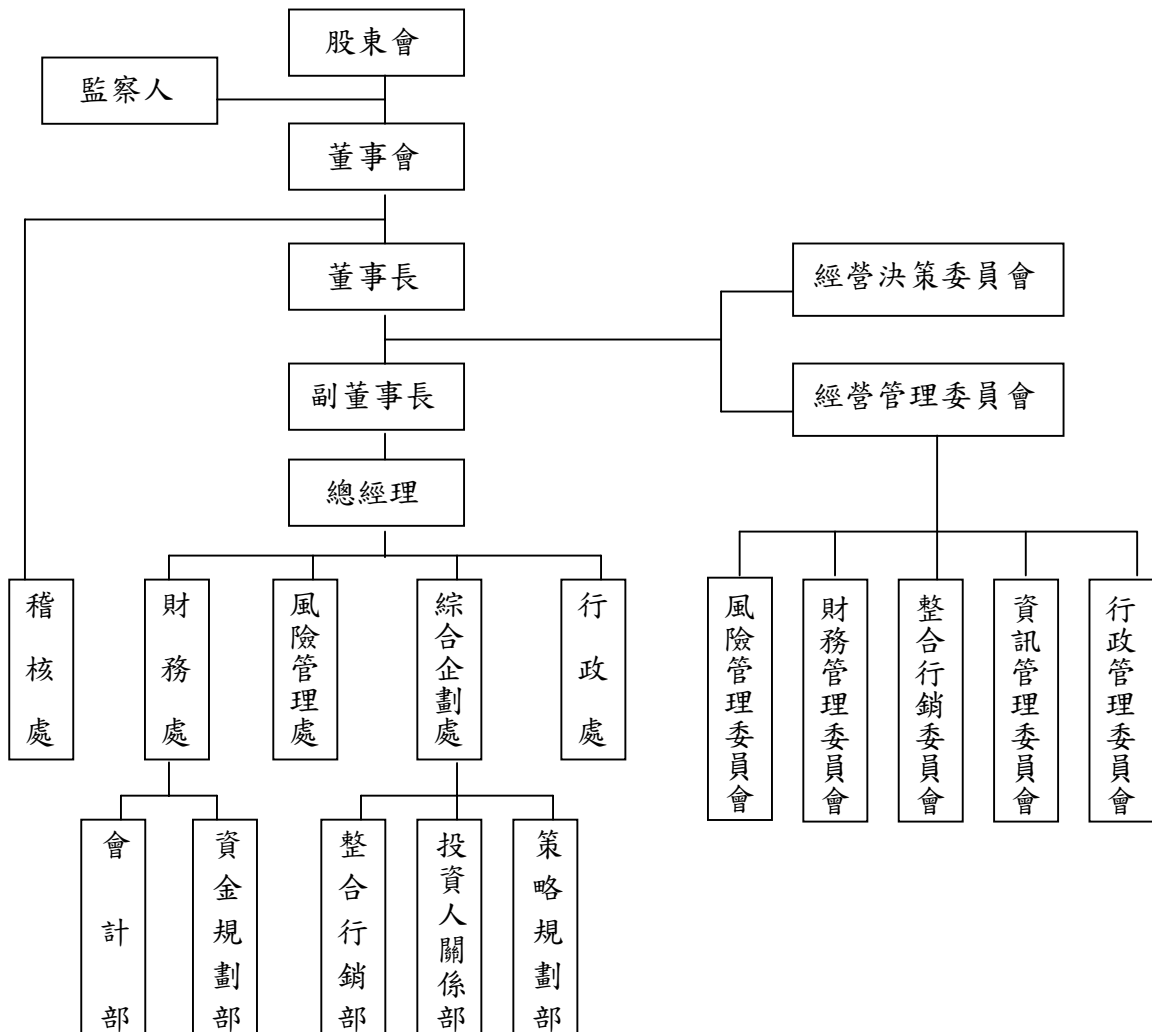 股東會
監察人
董事會
董事長
經營決策委員會
副董事長
經營管理委員會
總經理
稽核處
財務處
風險管理處
綜合企劃處
行政處
風險管理委員會
財務管理委員會
整合行銷委員會
資訊管理委員會
行政管理委員會
會計部
資金規劃部
整合行銷部
投資人關係部
策略規劃部